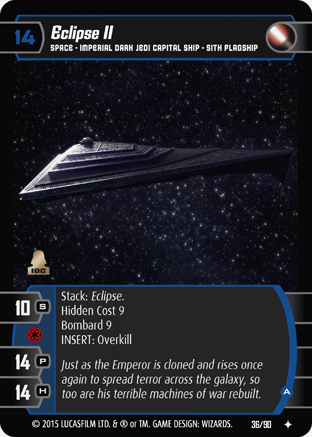 14
Eclipse II
SPACE - IMPERIAL DARK JEDI CAPITAL SHIP - SITH FLAGSHIP
IDC
10 S
Stack: Eclipse.
Hidden Cost 9
Bombard 9
INSERT: Overkill
14 P
14 H
Just as the Emperor is cloned and rises once
again to spread terror across the galaxy, so
too are his terrible machines of war rebuilt.
A
© 2015 LUCASFILM LTD. & ® or TM. GAME DESIGN: WIZARDS.
36/90